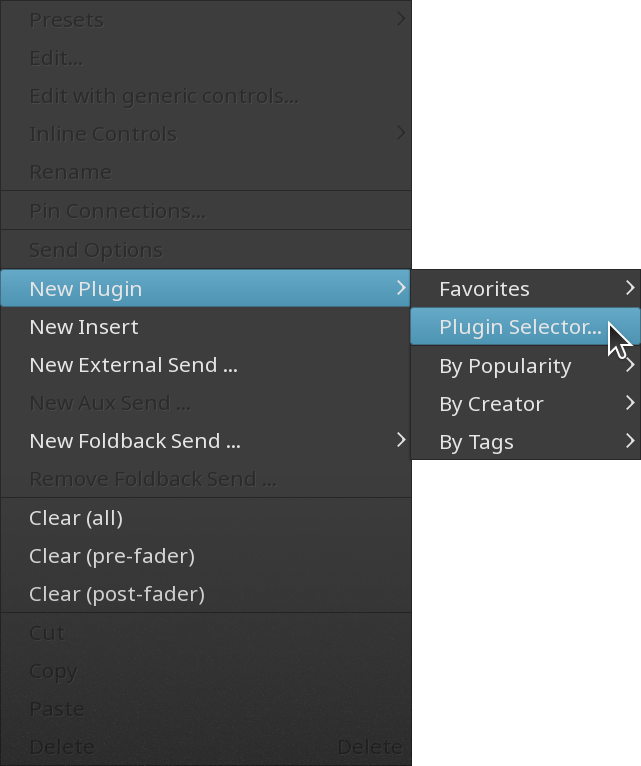 Presets
Edit...
Edit with generic controls...
Inline Controls
Rename
Pin Connections...
Send Options
New Plugin
New Insert
New External Send ...
New Aux Send ...
New Foldback Send ...
Remove Foldback Send ...
Clear (all)
Clear (pre-fader)
Clear (post-fader)
Cut
Copy
Paste
Delete Delete
Favorites
Plugin Selector...
By Popularity
By Creator
By Tags